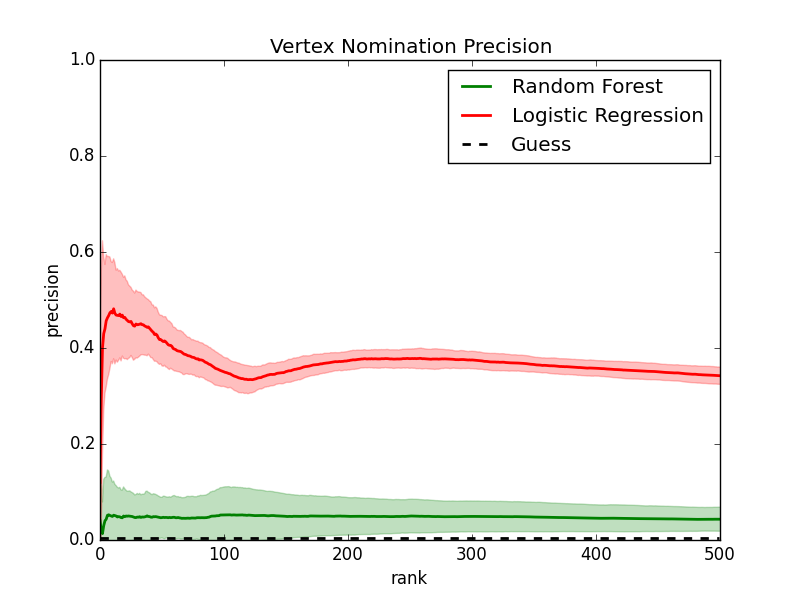 Vertex Nomination Precision
1.0
0.8
0.6
0.4
0.2
0.0
precision
Random Forest
Logistic Regression
Guess
0 100 200 300 400 500
rank